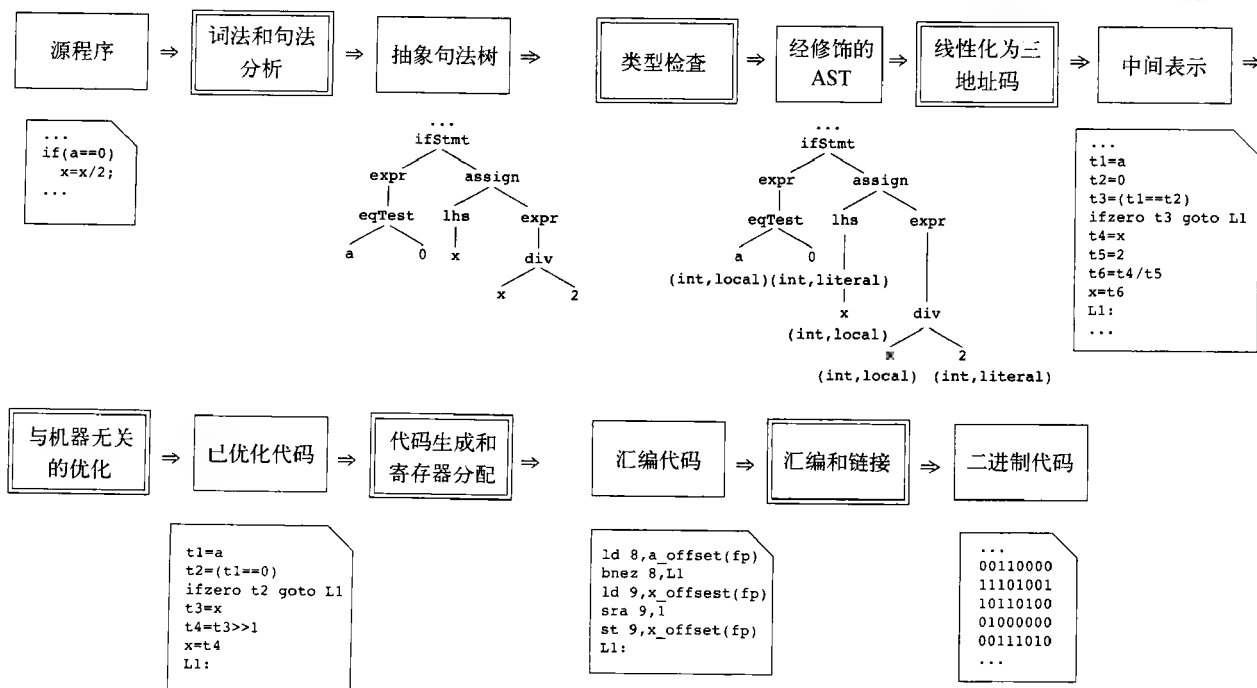 源程序 ⇒ 词法和句法分析 ⇒ 抽象句法树 ⇒ 类型检查 ⇒ 经修饰的AST ⇒ 线性化为三地址码 ⇒ 中间表示 ⇒
...
if(a==0)
x=x/2;
...
...
ifStmt
expr assign
eqTest lhs expr
a 0 x div
x 2
...
ifStmt
expr assign
eqTest lhs expr
a 0
(int,local)(int,literal)
x div
(int,local)
2
(int,local) (int,literal)
...
t1=a
t2=0
t3=(t1==t2)
ifzero t3 goto L1
t4=x
t5=2
t6=t4/t5
x=t6
L1:
...
与机器无关的优化 ⇒ 已优化代码 ⇒ 代码生成和寄存器分配 ⇒ 汇编代码 ⇒ 汇编和链接 ⇒ 二进制代码
t1=a
t2=(t1==0)
ifzero t2 goto L1
t3=x
t4=t3>>1
x=t4
L1:
ld 8,a_offset(fp)
bnez 8,L1
ld 9,x_offsest(fp)
sra 9,1
st 9,x_offset(fp)
L1:
...
00110000
11101001
10110100
01000000
00111010
...